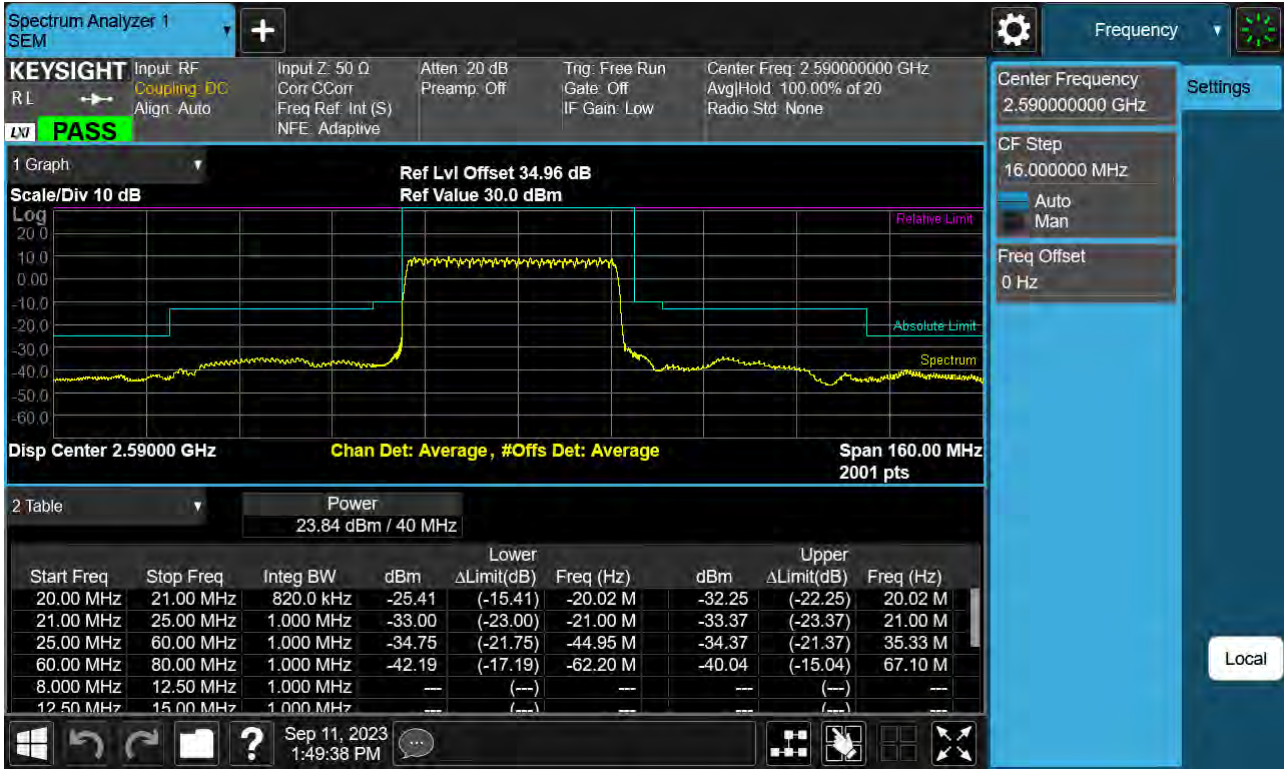 Spectrum Analyzer 1
SEM
Frequency
KEYSIGHT
R L
LXI
PASS
Input: RF
Coupling: DC
Align: Auto
Input Z: 50 Ω
Corr CCorr
Freq Ref: Int (S)
NFE: Adaptive
Atten: 20 dB
Preamp: Off
Trig: Free Run
Gate: Off
IF Gain: Low
Center Freq: 2.590000000 GHz
Avg|Hold: 100.00% of 20
Radio Std: None
Center Frequency
2.590000000 GHz
Settings
CF Step
16.000000 MHz
Auto
Man
Freq Offset
0 Hz
Local
1 Graph
Ref Lvl Offset 34.96 dB
Scale/Div 10 dB
Ref Value 30.0 dBm
Log
20.0
10.0
0.00
-10.0
-20.0
-30.0
-40.0
-50.0
-60.0
Relative Limit
Absolute Limit
Spectrum
Disp Center 2.59000 GHz
Chan Det: Average , #Offs Det: Average
Span 160.00 MHz
2001 pts
2 Table
Power
23.84 dBm / 40 MHz
Lower Upper
Start Freq Stop Freq Integ BW dBm ΔLimit(dB) Freq (Hz) dBm ΔLimit(dB) Freq (Hz)
20.00 MHz 21.00 MHz 820.0 kHz -25.41 (-15.41) -20.02 M -32.25 (-22.25) 20.02 M
21.00 MHz 25.00 MHz 1.000 MHz -33.00 (-23.00) -21.00 M -33.37 (-23.37) 21.00 M
25.00 MHz 60.00 MHz 1.000 MHz -34.75 (-21.75) -44.95 M -34.37 (-21.37) 35.33 M
60.00 MHz 80.00 MHz 1.000 MHz -42.19 (-17.19) -62.20 M -40.04 (-15.04) 67.10 M
8.000 MHz 12.50 MHz 1.000 MHz --- (---) --- --- (---) ---
12.50 MHz 15.00 MHz 1.000 MHz --- (---) --- --- (---) ---
Sep 11, 2023
1:49:38 PM